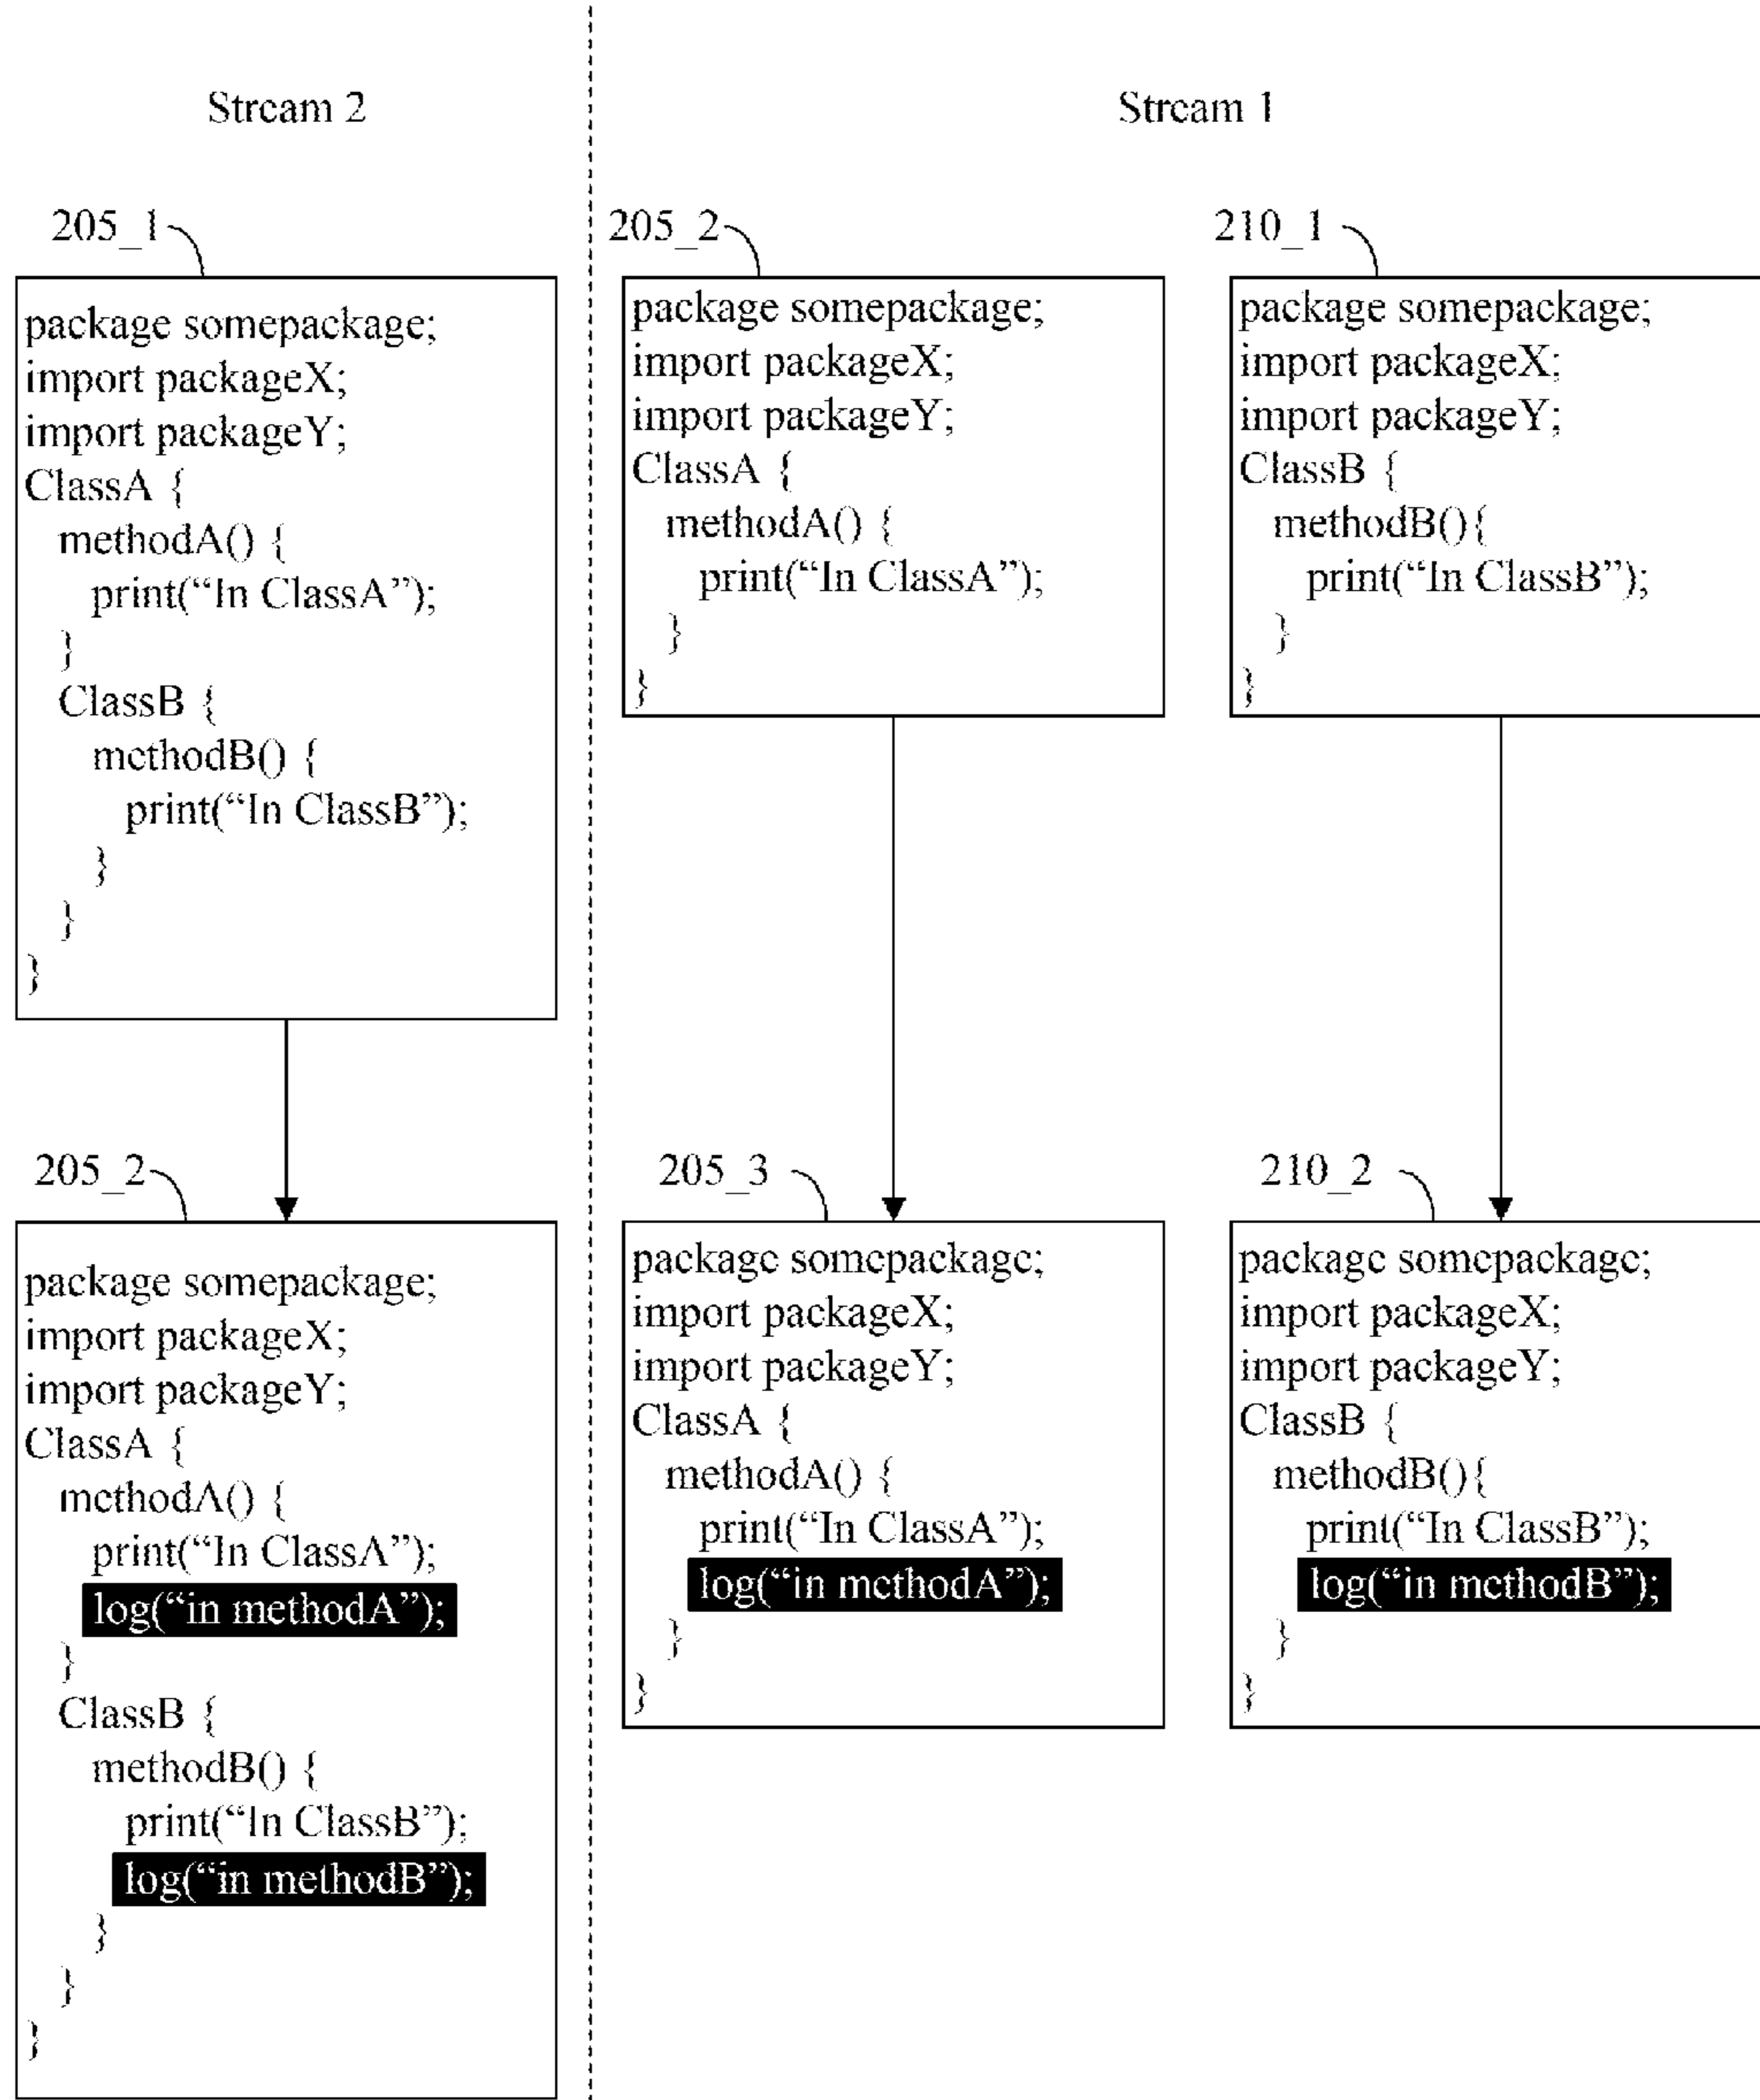 Stream 2
Stream 1
205_1
package somepackage;
import packageX;
import packageY;
ClassA {
methodA() {
print(“In ClassA”);
}
ClassB {
methodB() {
print(“In ClassB”);
}
}
}
205_2
package somepackage;
import packageX;
import packageY;
ClassA {
methodA() {
print(“In ClassA”);
}
}
210_1
package somepackage;
import packageX;
import packageY;
ClassB {
methodB(){
print(“In ClassB”);
}
}
205_2
package somepackage;
import packageX;
import packageY;
ClassA {
methodA() {
print(“In ClassA”);
log(“in methodA”);
}
ClassB {
methodB() {
print(“In ClassB”);
log(“in methodB”);
}
}
}
205_3
package somepackage;
import packageX;
import packageY;
ClassA {
methodA() {
print(“In ClassA”);
log(“in methodA”);
}
}
210_2
package somepackage;
import packageX;
import packageY;
ClassB {
methodB(){
print(“In ClassB”);
log(“in methodB”);
}
}